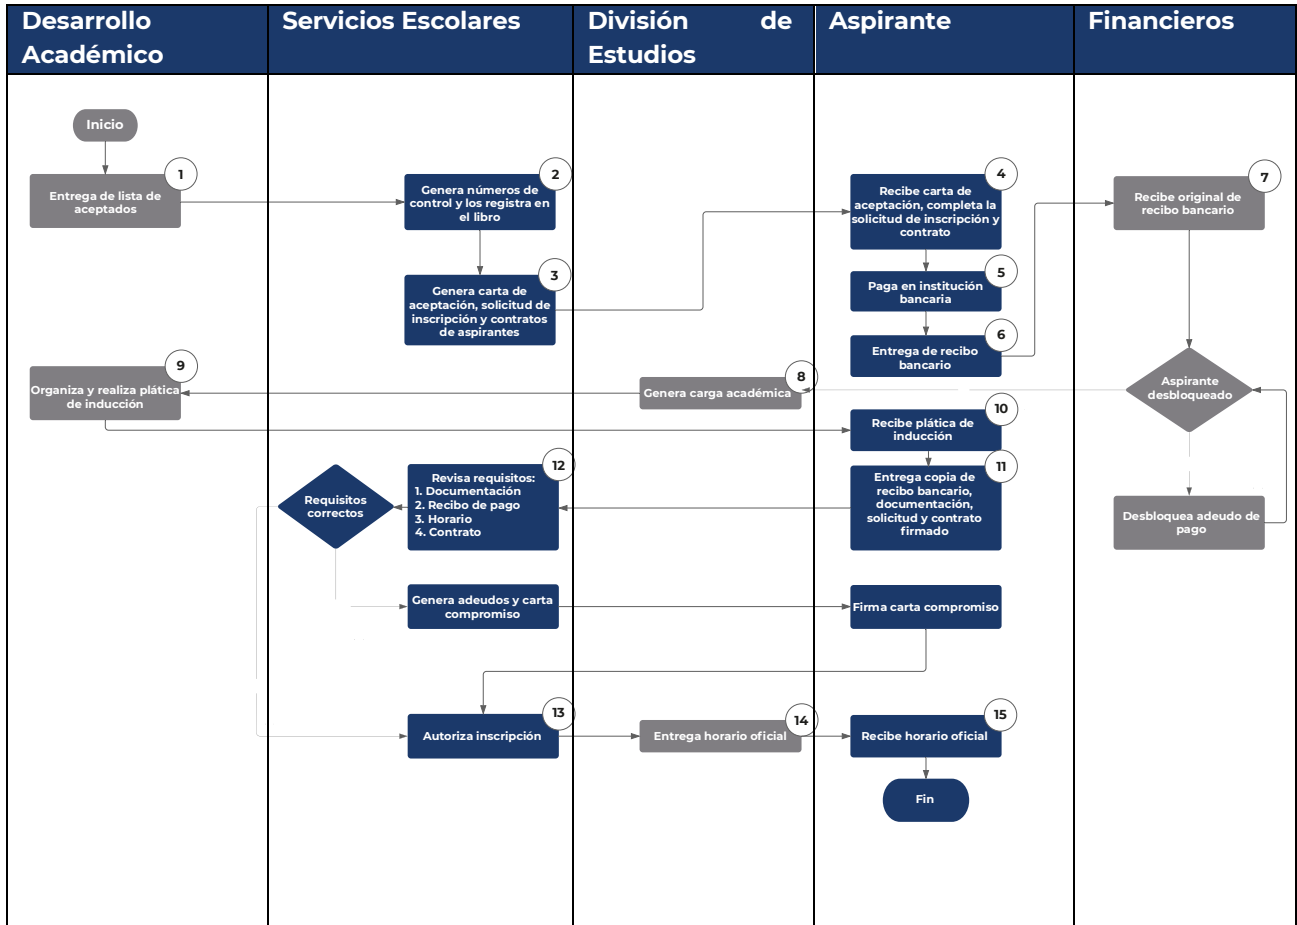 Desarrollo
Académico
Servicios Escolares
División de
Estudios
Aspirante
Financieros
Inicio
1
Entrega de lista de
aceptados
2
Genera números de
control y los registra en
el libro
3
Genera carta de
aceptación, solicitud de
inscripción y contratos
de aspirantes
4
Recibe carta de
aceptación, completa la
solicitud de inscripción y
contrato
5
Paga en institución
bancaria
6
Entrega de recibo
bancario
7
Recibe original de
recibo bancario
Aspirante
desbloqueado
Desbloquea adeudo de
pago
8
Genera carga académica
9
Organiza y realiza plática
de inducción
10
Recibe plática de
inducción
11
Entrega copia de
recibo bancario,
documentación,
solicitud y contrato
firmado
12
Revisa requisitos:
1. Documentación
2. Recibo de pago
3. Horario
4. Contrato
Requisitos
correctos
Genera adeudos y carta
compromiso
Firma carta compromiso
13
Autoriza inscripción
14
Entrega horario oficial
15
Recibe horario oficial
Fin